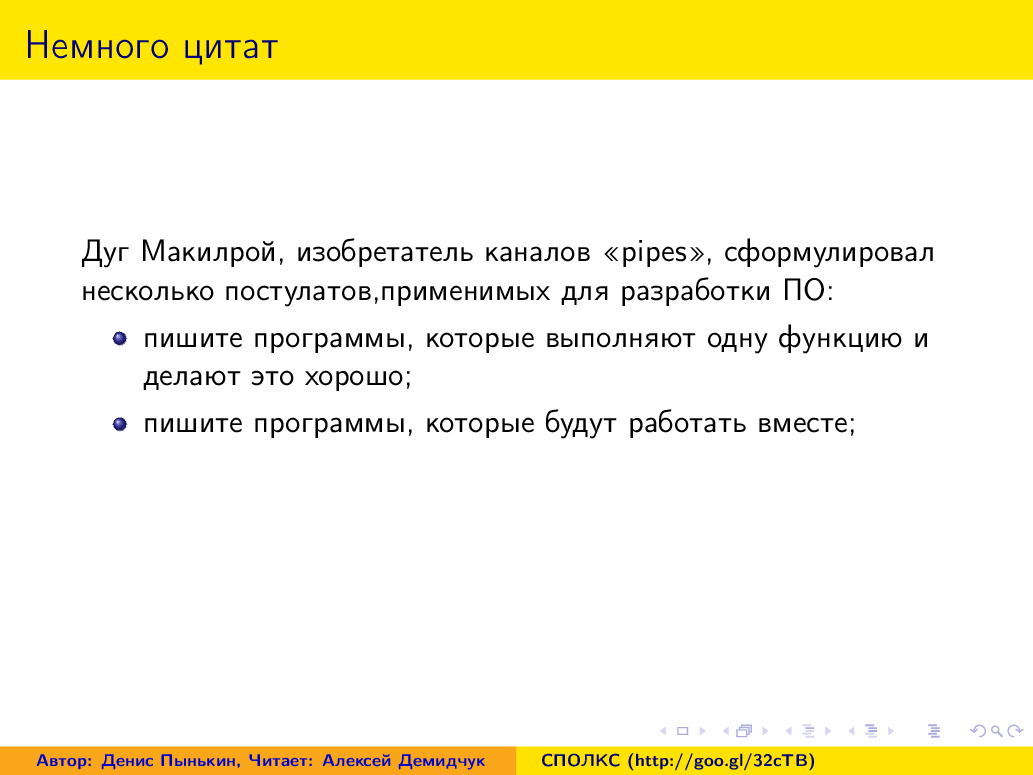 Немного цитат
Дуг Макилрой, изобретатель каналов «pipes», сформулировал
несколько постулатов,применимых для разработки ПО:
пишите программы, которые выполняют одну функцию и
делают это хорошо;
пишите программы, которые будут работать вместе;
Автор: Денис Пынькин, Читает: Алексей Демидчук
СПОЛКС (http://goo.gl/32cTB)